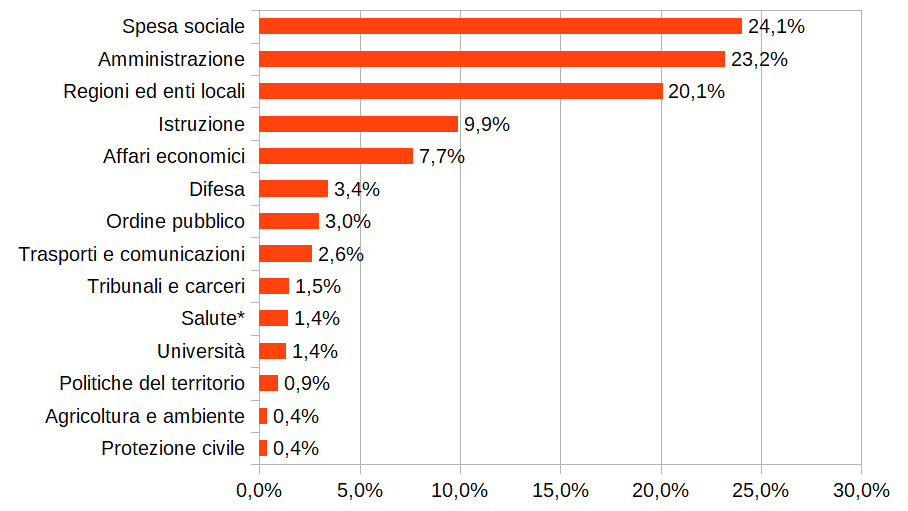 Spesa sociale 24,1%
Amministrazione 23,2%
Regioni ed enti locali 20,1%
Istruzione 9,9%
Affari economici 7,7%
Difesa 3,4%
Ordine pubblico 3,0%
Trasporti e comunicazioni 2,6%
Tribunali e carceri 1,5%
Salute* 1,4%
Università 1,4%
Politiche del territorio 0,9%
Agricoltura e ambiente 0,4%
Protezione civile 0,4%
0,0% 5,0% 10,0% 15,0% 20,0% 25,0% 30,0%